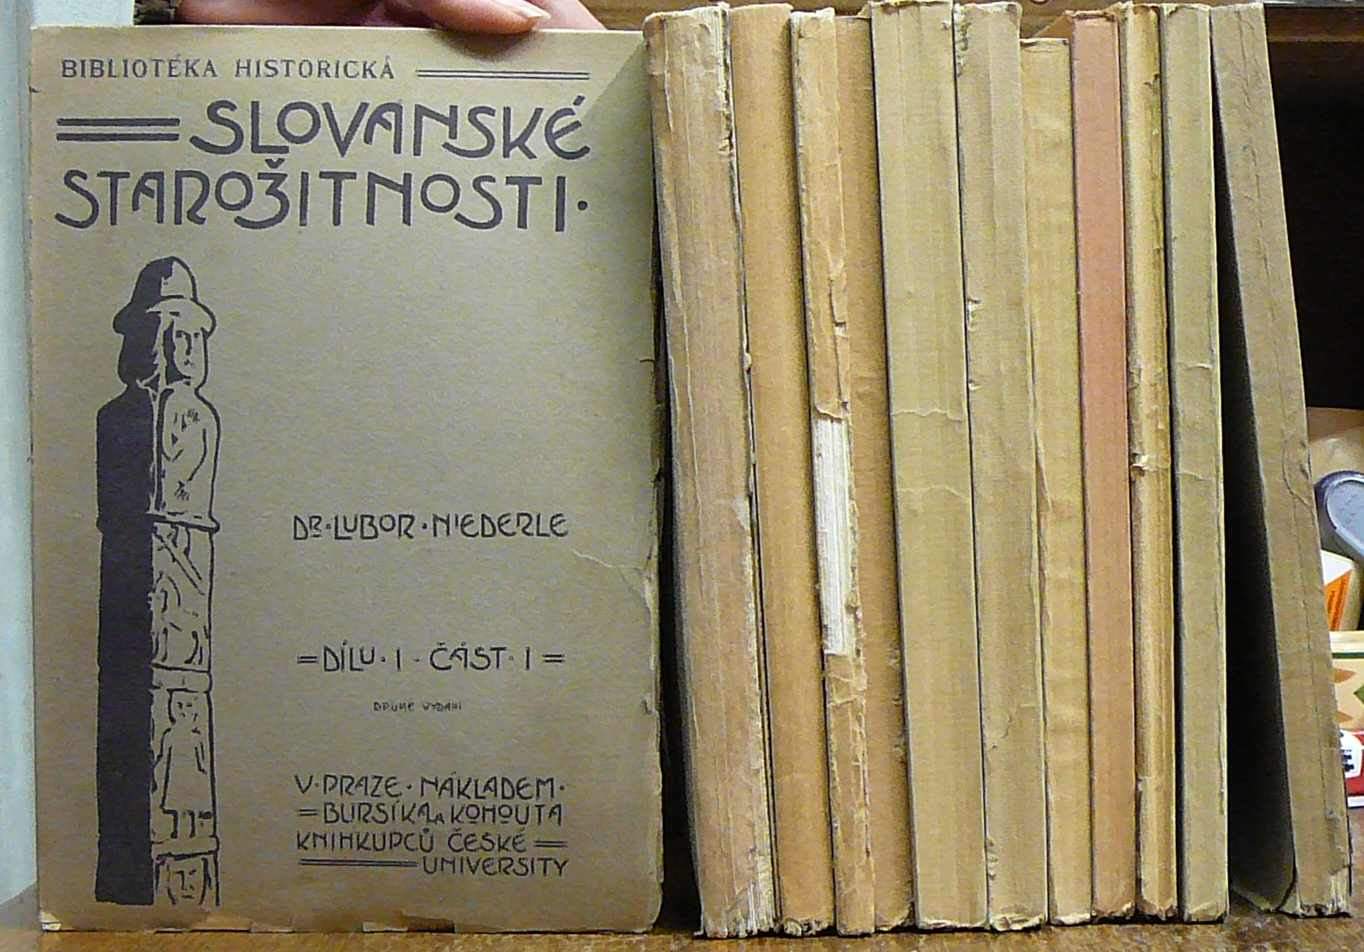 BIBLIOTÉKA HISTORICKÁ
SLOVANSKÉ
STAROŽITNOSTI·
DR·LUBOR·NIEDERLE
=DÍLU·I-ČÁST·I=
DRUHÉ VYDÁNÍ
V·PRAZE·NÁKLADEM·
=BURSÍKA A KOHOUTA
KNIHKUPCŮ ČESKÉ=
UNIVERSITY